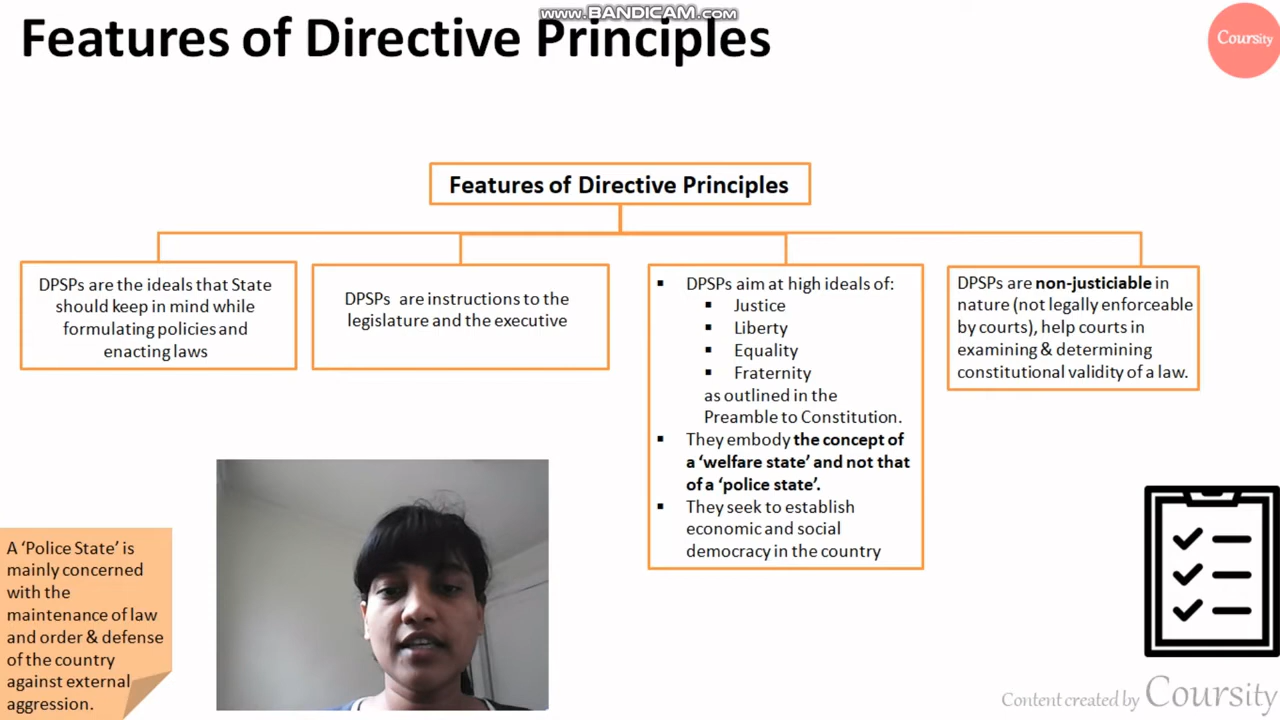 www.BANDICAM.com
Features of Directive Principles
Coursity
Features of Directive Principles
DPSPs are the ideals that State
should keep in mind while
formulating policies and
enacting laws
DPSPs are instructions to the
legislature and the executive
DPSPs aim at high ideals of:
Justice
Liberty
Equality
Fraternity
as outlined in the
Preamble to Constitution.
They embody the concept of
a ‘welfare state’ and not that
of a ‘police state’.
They seek to establish
economic and social
democracy in the country
DPSPs are non-justiciable in
nature (not legally enforceable
by courts), help courts in
examining & determining
constitutional validity of a law.
A ‘Police State’ is
mainly concerned
with the
maintenance of law
and order & defense
of the country
against external
aggression.
Content created by Coursity